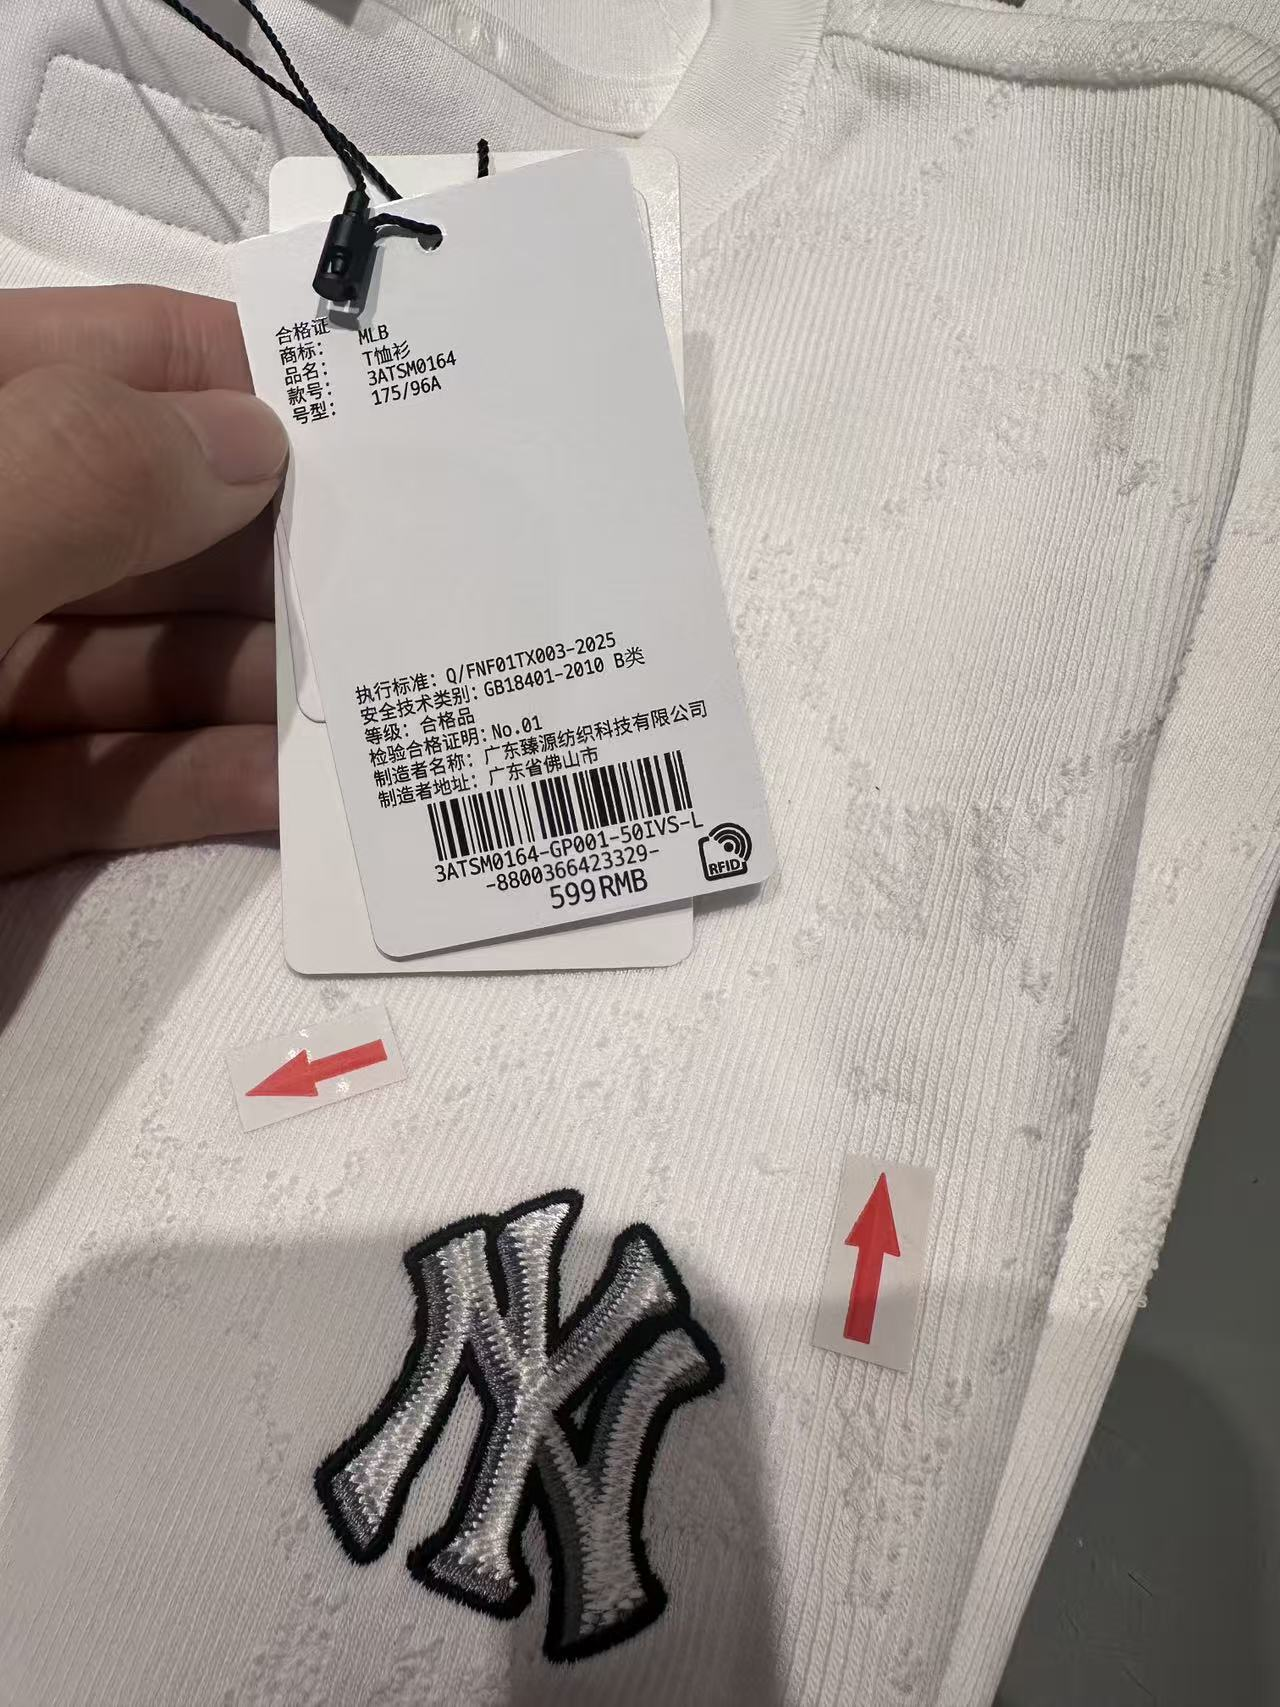 合格证
商标: MLB
品名: T恤衫
款号: 3ATSM0164
号型: 175/96A
执行标准: Q/FNF01TX003-2025
安全技术类别: GB18401-2010 B类
等级: 合格品
检验合格证明: No.01
制造者名称: 广东臻源纺织科技有限公司
制造者地址: 广东省佛山市
3ATSM0164-GP001-50IVS-L
-8800366423329-
599RMB
RFID
NY